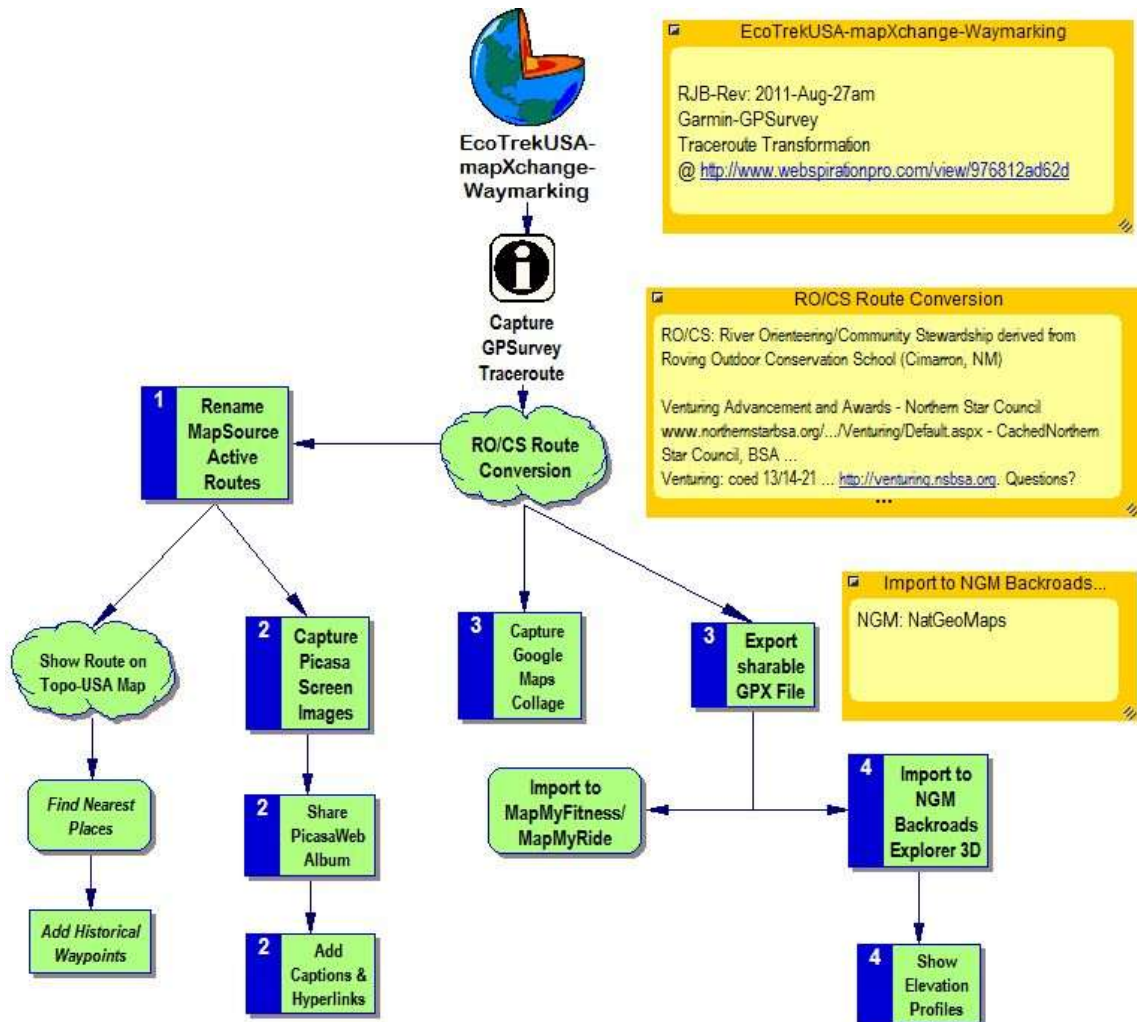 EcoTrekUSA-
mapXchange-
Waymarking
EcoTrekUSA-mapXchange-Waymarking
RJB-Rev: 2011-Aug-27am
Garmin-GPSurvey
Traceroute Transformation
@ http://www.webspirationpro.com/view/976812ad62d
i
Capture
GPSurvey
Traceroute
RO/CS Route Conversion
RO/CS: River Orienteering/Community Stewardship derived from
Roving Outdoor Conservation School (Cimarron, NM)
Venturing Advancement and Awards - Northern Star Council
www.northernstarbsa.org/.../Venturing/Default.aspx - CachedNorthern
Star Council, BSA ...
Venturing: coed 13/14-21 ... http://venturing.nsbsa.org. Questions?
...
1
Rename
MapSource
Active
Routes
RO/CS Route
Conversion
Import to NGM Backroads...
NGM: NatGeoMaps
Show Route on
Topo-USA Map
2
Capture
Picasa
Screen
Images
3
Capture
Google
Maps
Collage
3
Export
sharable
GPX File
Find Nearest
Places
2
Share
PicasaWeb
Album
Import to
MapMyFitness/
MapMyRide
4
Import to
NGM
Backroads
Explorer 3D
Add Historical
Waypoints
2
Add
Captions &
Hyperlinks
4
Show
Elevation
Profiles